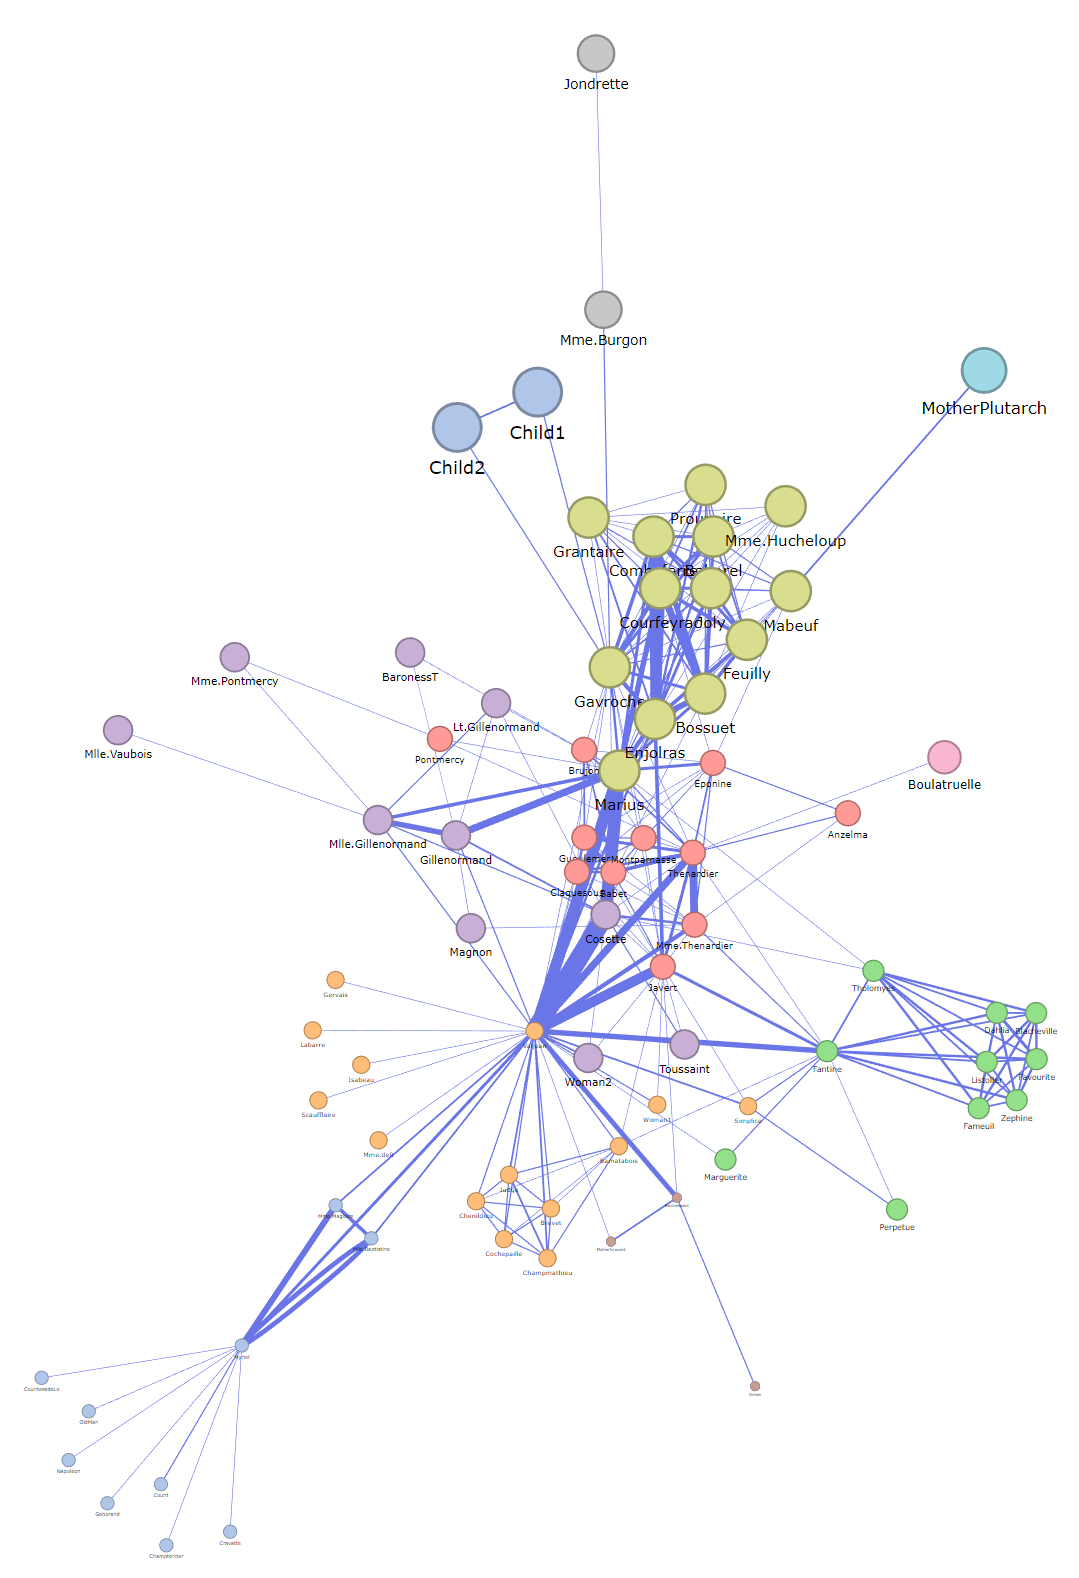 Jondrette
Mme.Burgon
MotherPlutarch
Child1
Child2
Prouvaire
Mme.Hucheloup
Grantaire
Combeferre
Bahorel
Courfeyrac
Joly
Mabeuf
Feuilly
Mme.Pontmercy
BaronessT
Gavroche
Lt.Gillenormand
Bossuet
Mlle.Vaubois
Enjolras
Pontmercy
Brujon
Eponine
Boulatruelle
Marius
Anzelma
Mlle.Gillenormand
Gillenormand
Gueulemer
Montparnasse
Thenardier
Claquesous
Babet
Cosette
Mme.Thenardier
Magnon
Javert
Tholomyes
Gervais
Labarre
Valjean
Dahlia
Blacheville
Isabeau
Woman2
Toussaint
Fantine
Listolier
Favourite
Scaufflaire
Woman1
Simplice
Fameuil
Zephine
Mme.deR
Bamatabois
Marguerite
Judge
Chenildieu
Brevet
Perpetue
Mme.Magloire
Mlle.Baptistine
Cochepaille
Champmathieu
Fauchelevent
MotherInnocent
Myriel
CountessdeLo
Gribier
OldMan
Napoleon
Count
Geborand
Cravatte
Champtercier